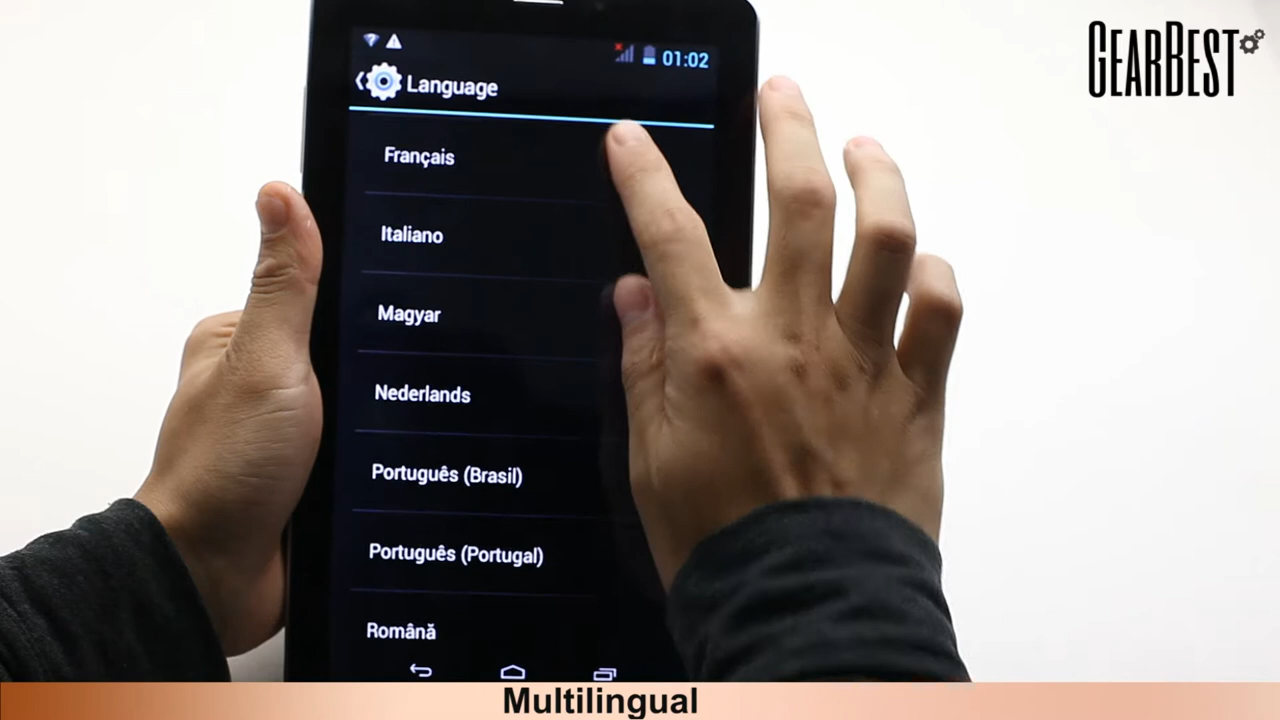 GEARBEST
01:02
Language
Français
Italiano
Magyar
Nederlands
Português (Brasil)
Português (Portugal)
Română
Multilingual